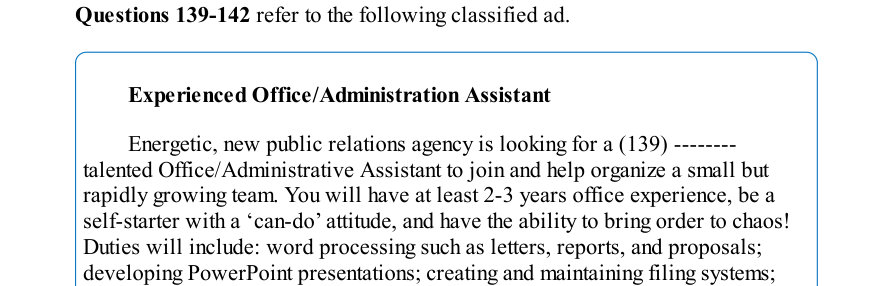 Questions 139-142 refer to the following classified ad.
Experienced Office/Administration Assistant
Energetic, new public relations agency is looking for a (139) --------
talented Office/Administrative Assistant to join and help organize a small but
rapidly growing team. You will have at least 2-3 years office experience, be a
self-starter with a ‘can-do’ attitude, and have the ability to bring order to chaos!
Duties will include: word processing such as letters, reports, and proposals;
developing PowerPoint presentations; creating and maintaining filing systems;